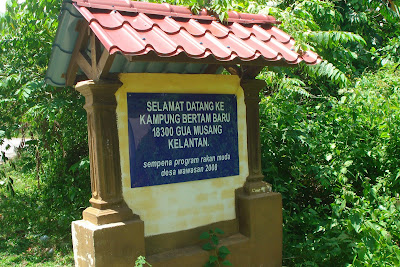 SELAMAT DATANG KE
KAMPUNG BERTAM BARU
18300 GUA MUSANG
KELANTAN.
sempena program rakan muda
desa wawasan 2008